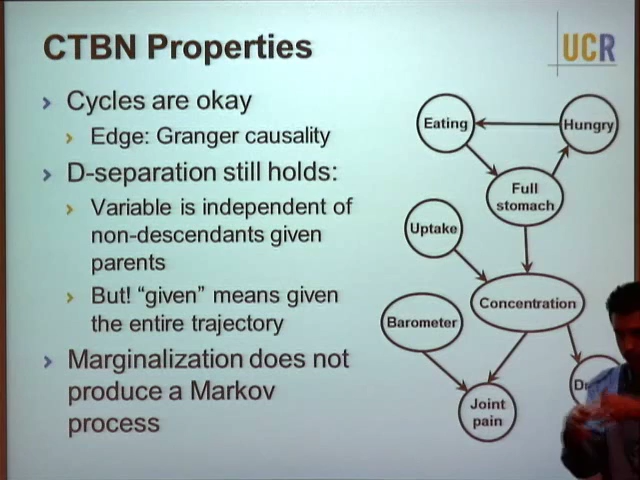 CTBN Properties
UCR
› Cycles are okay
› Edge: Granger causality
› D-separation still holds:
› Variable is independent of
non-descendants given
parents
› But! “given” means given
the entire trajectory
› Marginalization does not
produce a Markov
process
Eating
Hungry
Full
stomach
Uptake
Concentration
Barometer
Joint
pain